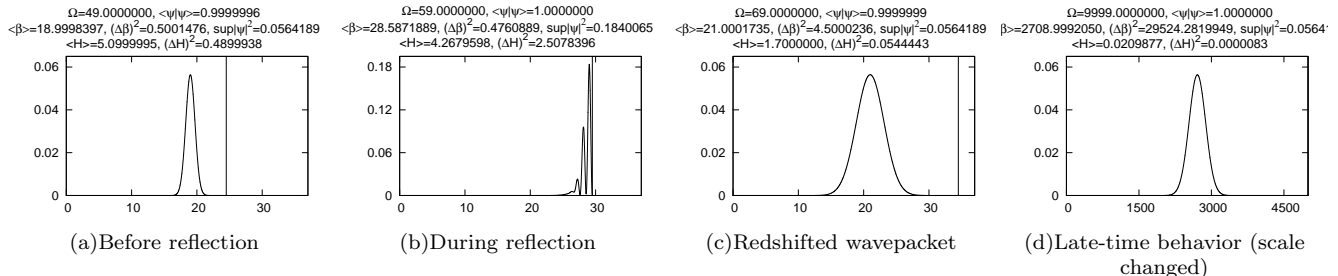 Ω=49.0000000, <ψ|ψ>=0.9999996
<β>=18.9998397, (Δβ)²=0.5001476, sup|ψ|²=0.0564189
<H>=5.0999995, (ΔH)²=0.4899938
0.06
0.04
0.02
0
0
10
20
30
(a)Before reflection
Ω=59.0000000, <ψ|ψ>=1.0000000
<β>=28.5871889, (Δβ)²=0.4760889, sup|ψ|²=0.1840065
<H>=4.2679598, (ΔH)²=2.5078396
0.18
0.12
0.06
0
0
10
20
30
(b)During reflection
Ω=69.0000000, <ψ|ψ>=0.9999999
<β>=21.0001735, (Δβ)²=4.5000236, sup|ψ|²=0.0564189
<H>=1.7000000, (ΔH)²=0.0544443
0.06
0.04
0.02
0
0
10
20
30
(c)Redshifted wavepacket
Ω=9999.0000000, <ψ|ψ>=1.0000000
β>=2708.9992050, (Δβ)²=29524.2819949, sup|ψ|²=0.0564
<H>=0.0209877, (ΔH)²=0.0000083
0.06
0.04
0.02
0
0
1500
3000
4500
(d)Late-time behavior (scale
changed)